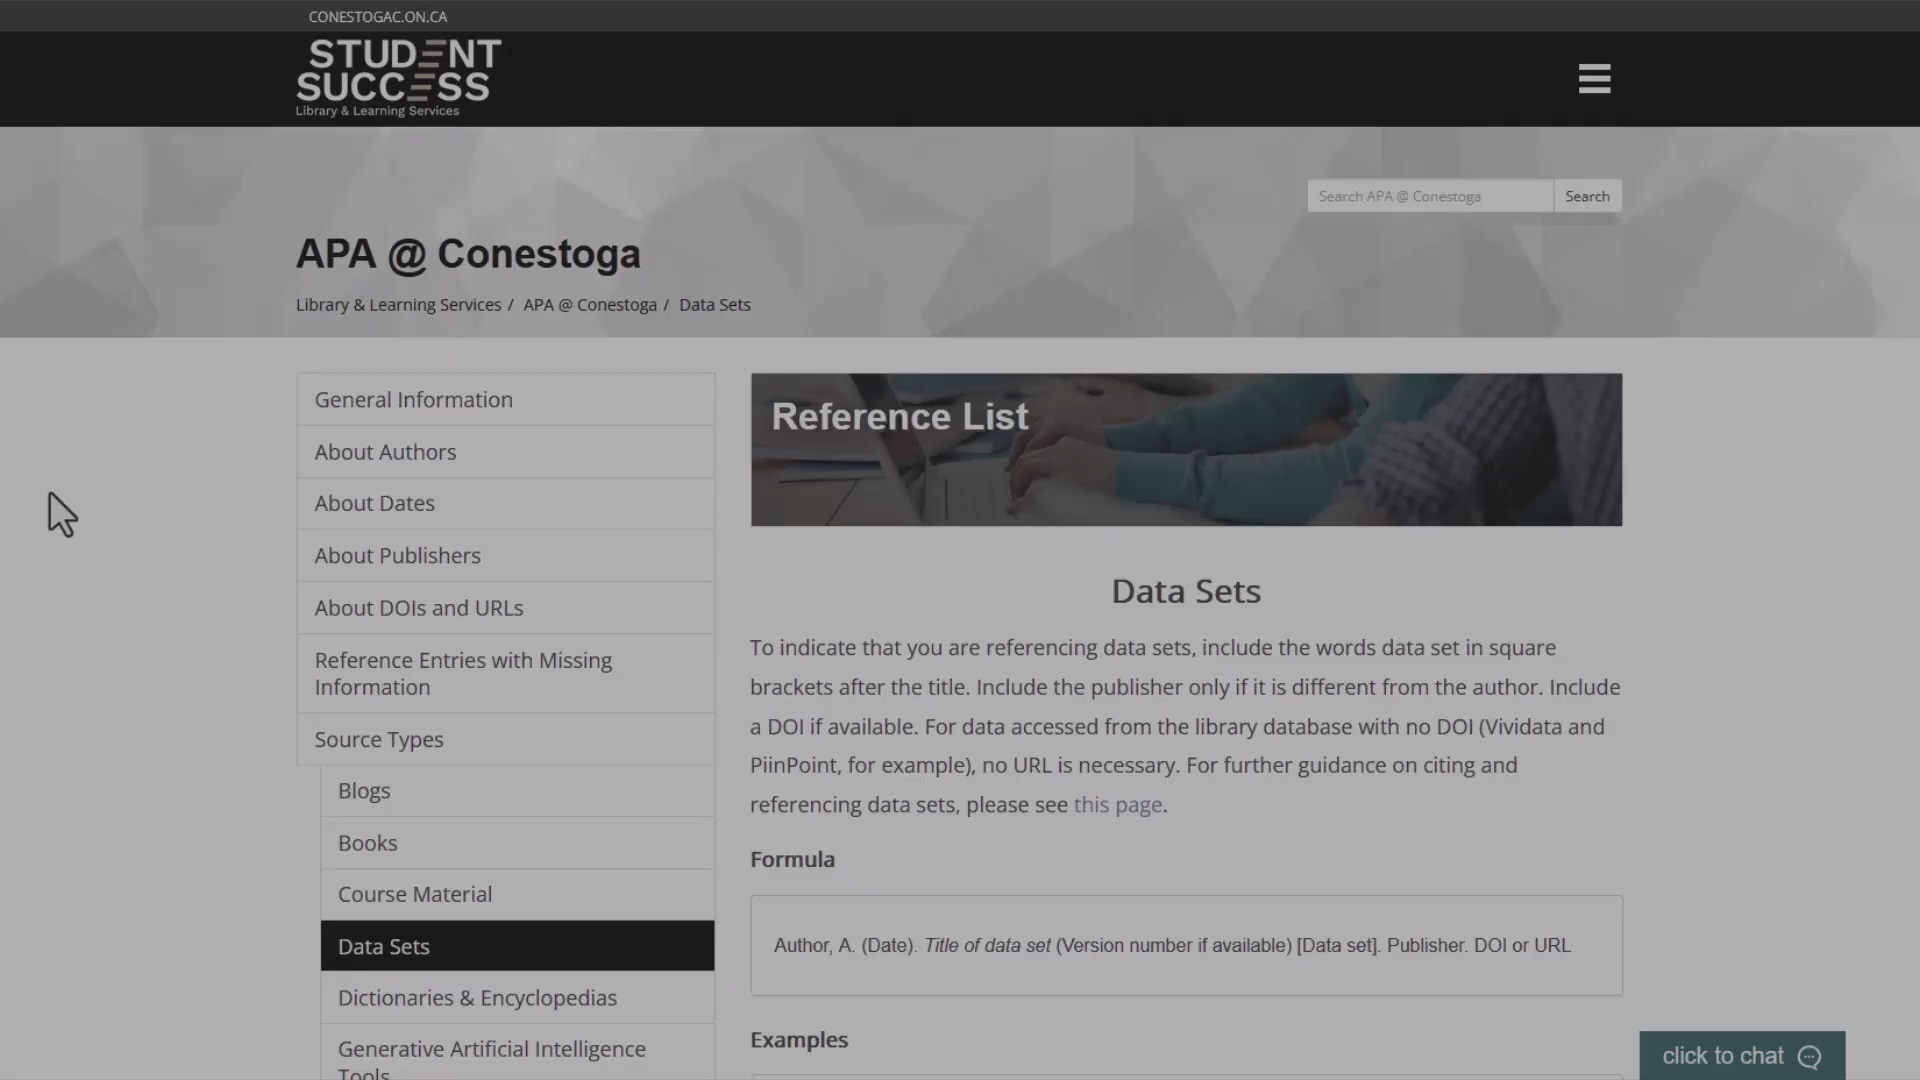 CONESTOGAC.ON.CA
STUDENT
SUCCESS
Library & Learning Services
Search APA @ Conestoga
Search
APA @ Conestoga
Library & Learning Services / APA @ Conestoga / Data Sets
General Information
About Authors
About Dates
About Publishers
About DOIs and URLs
Reference Entries with Missing
Information
Source Types
Blogs
Books
Course Material
Data Sets
Dictionaries & Encyclopedias
Generative Artificial Intelligence
Tools
Reference List
Data Sets
To indicate that you are referencing data sets, include the words data set in square
brackets after the title. Include the publisher only if it is different from the author. Include
a DOI if available. For data accessed from the library database with no DOI (Vividata and
PiinPoint, for example), no URL is necessary. For further guidance on citing and
referencing data sets, please see this page.
Formula
Author, A. (Date). Title of data set (Version number if available) [Data set]. Publisher. DOI or URL
Examples
click to chat